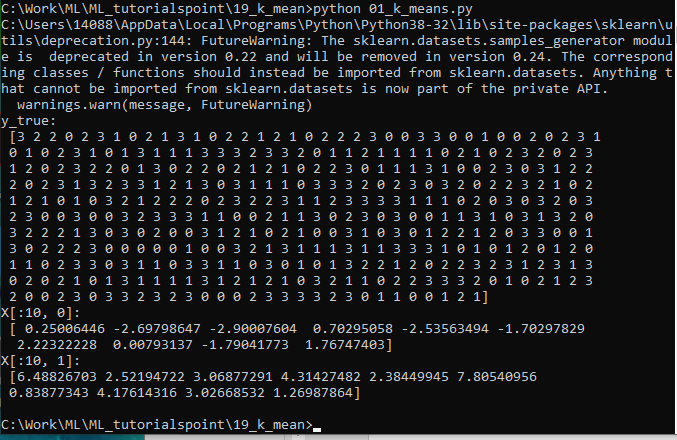 C:\Work\ML\ML_tutorialspoint\19_k_mean>python 01_k_means.py
C:\Users\14088\AppData\Local\Programs\Python\Python38-32\lib\site-packages\sklearn\u
tils\deprecation.py:144: FutureWarning: The sklearn.datasets.samples_generator modul
e is  deprecated in version 0.22 and will be removed in version 0.24. The correspond
ing classes / functions should instead be imported from sklearn.datasets. Anything t
hat cannot be imported from sklearn.datasets is now part of the private API.
  warnings.warn(message, FutureWarning)
y_true:
 [3 2 2 0 2 3 1 0 2 1 3 1 0 2 2 1 2 1 0 2 2 2 3 0 0 3 3 0 0 1 0 0 2 0 2 3 1
 0 1 0 2 3 1 0 1 3 1 1 1 3 3 3 2 3 3 2 0 1 1 2 1 1 1 1 0 2 1 0 2 3 2 0 2 3
 1 2 0 2 3 2 2 0 1 3 0 2 2 0 2 1 2 2 0 2 1 3 3 0 1 1 0 0 2 3 0 3 1 2 2
 2 0 2 3 1 3 2 3 1 2 1 3 0 2 1 3 1 1 0 3 3 3 2 0 2 3 0 2 2 3 2 1 0 2
 1 2 1 0 1 0 3 2 1 2 2 2 0 2 3 2 2 3 1 1 2 3 3 3 3 1 1 1 0 2 0 3 0 3 2 0 3
 2 3 0 0 3 0 0 3 2 3 3 3 1 1 0 0 2 1 1 3 0 2 3 0 3 0 0 1 1 3 1 0 3 1 3 2 0
 3 2 2 2 1 3 0 3 0 2 0 0 3 1 2 1 0 2 1 1 0 0 3 1 0 3 0 1 2 2 1 2 0 3 3 0 0 1
 3 0 2 2 2 3 0 0 0 0 0 1 0 0 3 2 1 3 1 1 1 3 1 1 3 3 3 1 0 1 0 1 2 0 1 2 0
 1 1 0 2 3 3 0 3 1 1 0 3 3 1 1 0 3 0 1 0 1 3 2 2 1 2 0 2 2 3 2 3 1 2 3 1 3
 0 2 0 2 1 0 1 3 1 1 1 1 1 3 2 1 2 1 0 3 2 1 1 0 2 2 3 3 3 2 0 1 0 2 1 2 3
 2 0 0 2 3 0 3 3 2 3 2 3 0 0 0 2 3 3 3 3 2 3 0 1 1 0 0 1 2 1]
X[:10, 0]:
 [ 0.25006446 -2.69798647 -2.90007604  0.70295058 -2.53563494 -1.70297829
  2.22322228  0.00793137 -1.79041773  1.76747403]
X[:10, 1]:
 [6.48826703 2.52194722 3.06877291 4.31427482 2.38449945 7.80540956
 0.83877343 4.17614316 3.02668532 1.26987864]
C:\Work\ML\ML_tutorialspoint\19_k_mean>